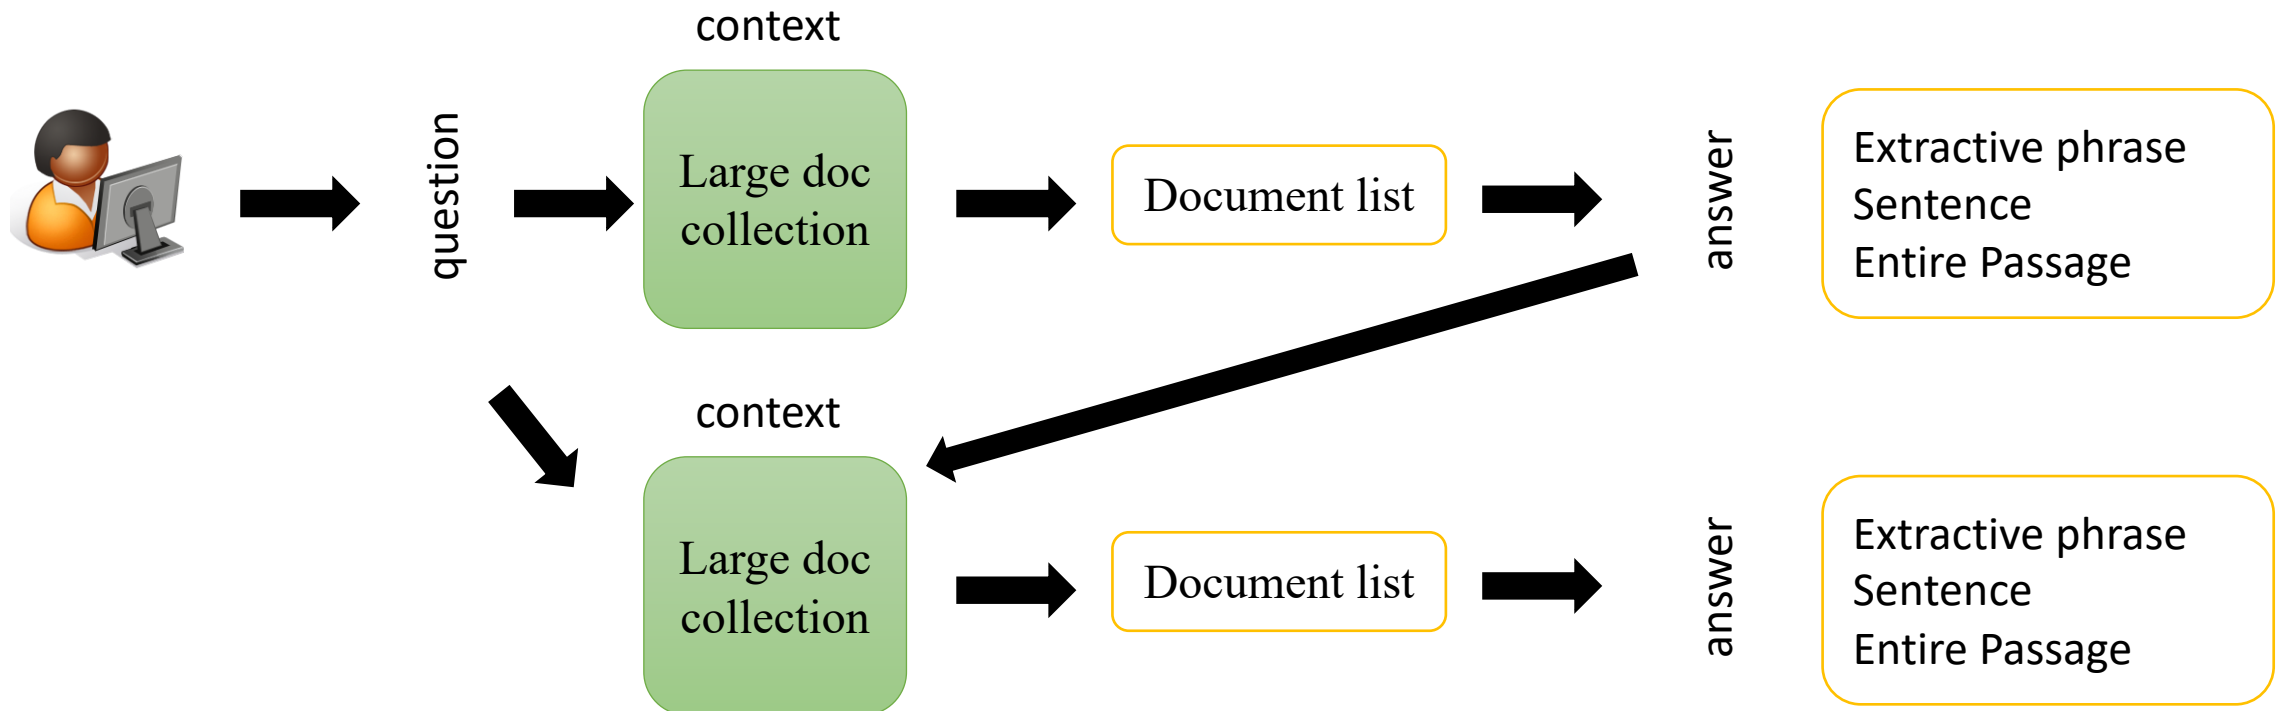 context
question
Large doc
collection
Document list
answer
Extractive phrase
Sentence
Entire Passage
context
Large doc
collection
Document list
answer
Extractive phrase
Sentence
Entire Passage